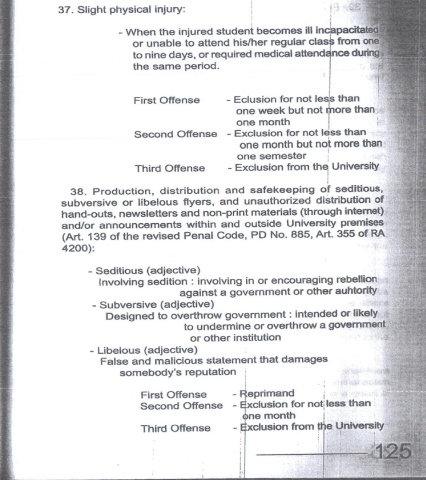 37. Slight physical injury:
- When the injured student becomes ill incapacitated
or unable to attend his/her regular class from one
to nine days, or required medical attendance during
the same period.
First Offense - Eclusion for not less than
one week but not more than
one month
Second Offense - Exclusion for not less than
one month but not more than
one semester
Third Offense - Exclusion from the University
38. Production, distribution and safekeeping of seditious,
subversive or libelous flyers, and unauthorized distribution of
hand-outs, newsletters and non-print materials (through internet)
and/or announcements within and outside University premises
(Art. 139 of the revised Penal Code, PD No. 885, Art. 355 of RA
4200):
- Seditious (adjective)
Involving sedition : involving in or encouraging rebellion
against a government or other auhtority
- Subversive (adjective)
Designed to overthrow government : intended or likely
to undermine or overthrow a government
or other institution
- Libelous (adjective)
False and malicious statement that damages
somebody's reputation
First Offense - Reprimand
Second Offense - Exclusion for not less than
one month
Third Offense - Exclusion from the University
125